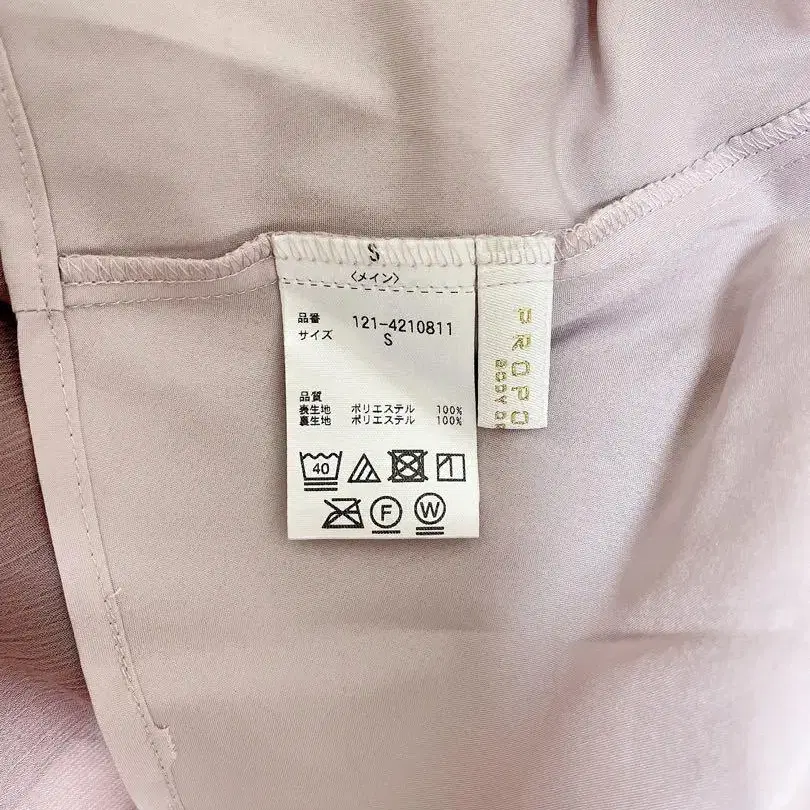 S
〈メイン〉
品番 121-4210811
サイズ S
品質
表生地 ポリエステル 100%
裏生地 ポリエステル 100%
40
F
W
PROPO
BODY DR